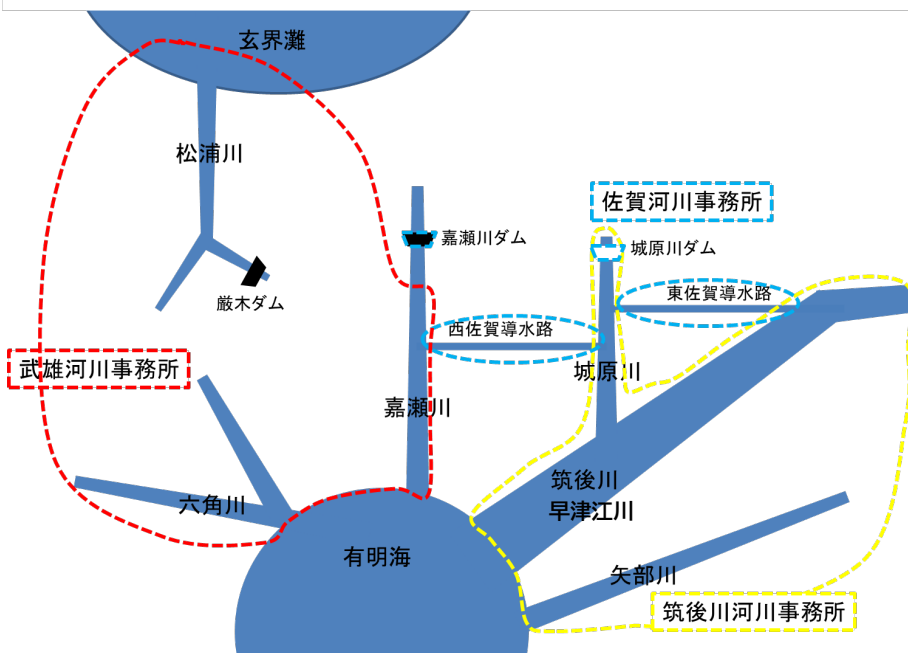 玄界灘
松浦川
佐賀河川事務所
嘉瀬川ダム
城原川ダム
厳木ダム
東佐賀導水路
西佐賀導水路
武雄河川事務所
城原川
嘉瀬川
筑後川
早津江川
六角川
有明海
矢部川
筑後川河川事務所